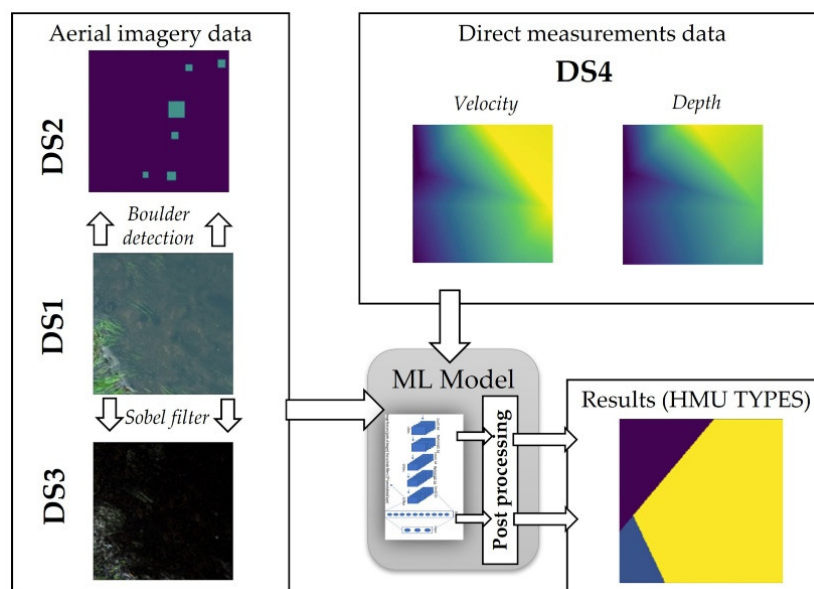 Aerial imagery data
DS2
Boulder
detection
DS1
Sobel filter
DS3
Direct measurements data
DS4
Velocity
Depth
ML Model
Post processing
Results (HMU TYPES)